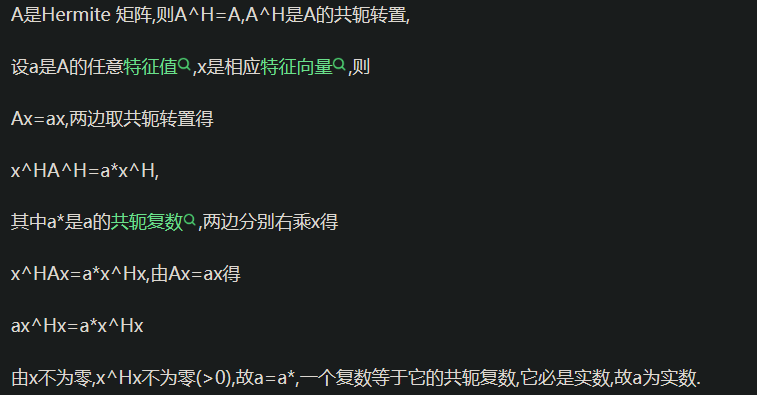 A是Hermite 矩阵,则A^H=A,A^H是A的共轭转置,
设a是A的任意特征值,x是相应特征向量,则
Ax=ax,两边取共轭转置得
x^HA^H=a*x^H,
其中a*是a的共轭复数,两边分别右乘x得
x^HAx=a*x^Hx,由Ax=ax得
ax^Hx=a*x^Hx
由x不为零,x^Hx不为零(>0),故a=a*,一个复数等于它的共轭复数,它必是实数,故a为实数.